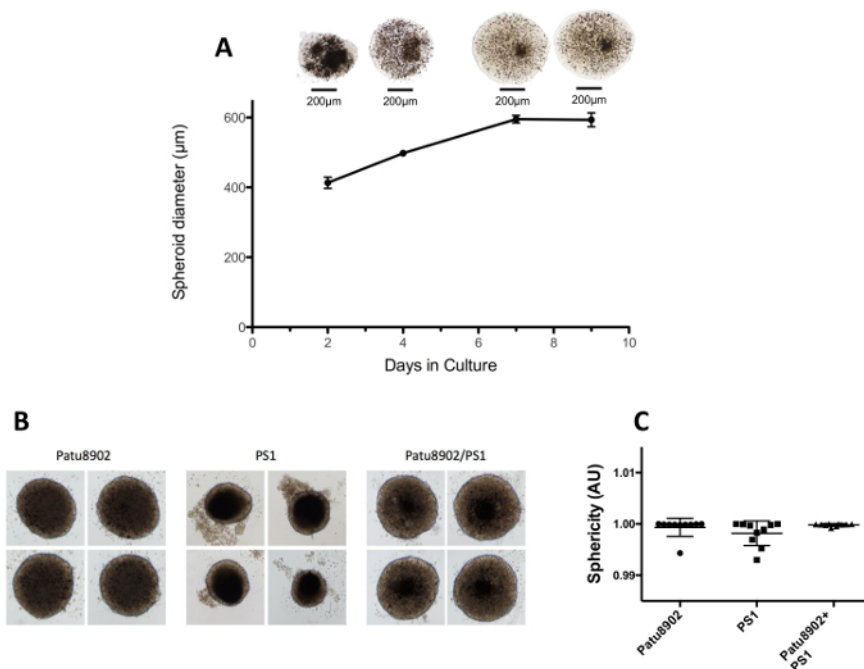 A
200µm 200µm 200µm 200µm
Spheroid diameter (µm)
600
400
200
0
0 2 4 6 8 10
Days in Culture
B
Patu8902 PS1 Patu8902/PS1
C
Sphericity (AU)
1.01
1.00
0.99
Patu8902
PS1
Patu8902+
PS1